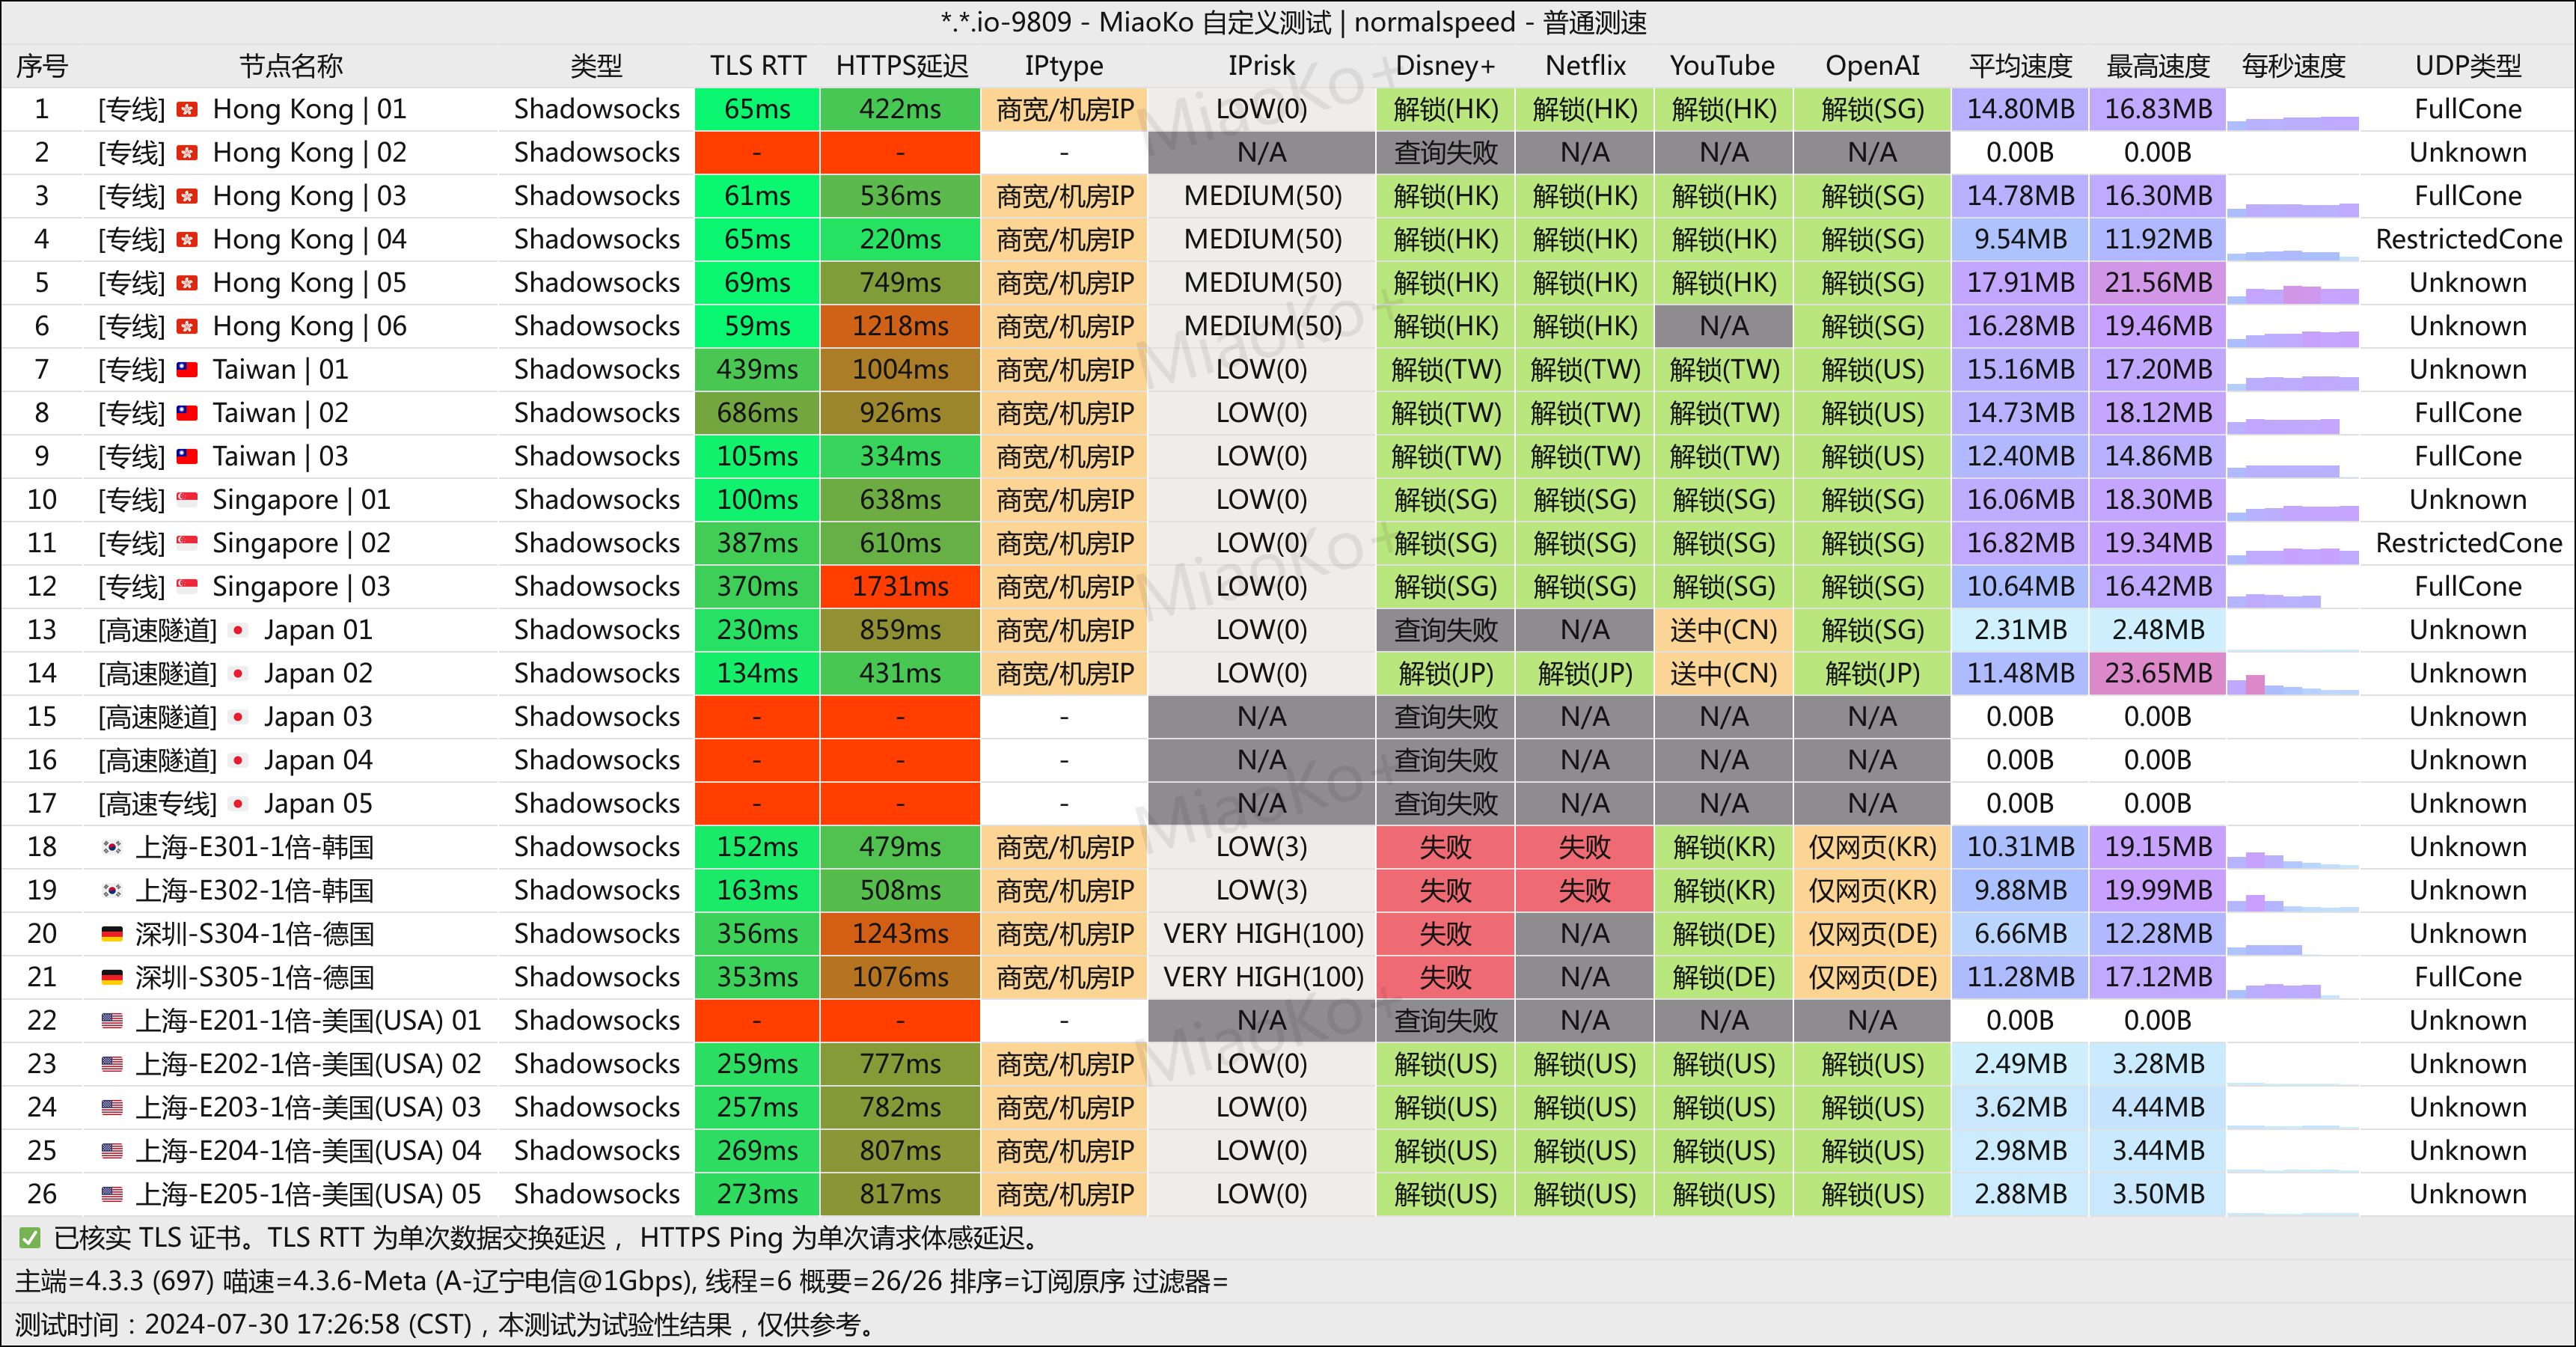 *.*.io-9809 - MiaoKo 自定义测试 | normalspeed - 普通测速
序号 节点名称 类型 TLS RTT HTTPS延迟 IPtype IPrisk Disney+ Netflix YouTube OpenAI 平均速度 最高速度 每秒速度 UDP类型
1 [专线] Hong Kong | 01 Shadowsocks 65ms 422ms 商宽/机房IP LOW(0) 解锁(HK) 解锁(HK) 解锁(HK) 解锁(SG) 14.80MB 16.83MB FullCone
2 [专线] Hong Kong | 02 Shadowsocks - - - N/A 查询失败 N/A N/A N/A 0.00B 0.00B Unknown
3 [专线] Hong Kong | 03 Shadowsocks 61ms 536ms 商宽/机房IP MEDIUM(50) 解锁(HK) 解锁(HK) 解锁(HK) 解锁(SG) 14.78MB 16.30MB FullCone
4 [专线] Hong Kong | 04 Shadowsocks 65ms 220ms 商宽/机房IP MEDIUM(50) 解锁(HK) 解锁(HK) 解锁(HK) 解锁(SG) 9.54MB 11.92MB RestrictedCone
5 [专线] Hong Kong | 05 Shadowsocks 69ms 749ms 商宽/机房IP MEDIUM(50) 解锁(HK) 解锁(HK) 解锁(HK) 解锁(SG) 17.91MB 21.56MB Unknown
6 [专线] Hong Kong | 06 Shadowsocks 59ms 1218ms 商宽/机房IP MEDIUM(50) 解锁(HK) 解锁(HK) N/A 解锁(SG) 16.28MB 19.46MB Unknown
7 [专线] Taiwan | 01 Shadowsocks 439ms 1004ms 商宽/机房IP LOW(0) 解锁(TW) 解锁(TW) 解锁(TW) 解锁(US) 15.16MB 17.20MB Unknown
8 [专线] Taiwan | 02 Shadowsocks 686ms 926ms 商宽/机房IP LOW(0) 解锁(TW) 解锁(TW) 解锁(TW) 解锁(US) 14.73MB 18.12MB FullCone
9 [专线] Taiwan | 03 Shadowsocks 105ms 334ms 商宽/机房IP LOW(0) 解锁(TW) 解锁(TW) 解锁(TW) 解锁(US) 12.40MB 14.86MB FullCone
10 [专线] Singapore | 01 Shadowsocks 100ms 638ms 商宽/机房IP LOW(0) 解锁(SG) 解锁(SG) 解锁(SG) 解锁(SG) 16.06MB 18.30MB Unknown
11 [专线] Singapore | 02 Shadowsocks 387ms 610ms 商宽/机房IP LOW(0) 解锁(SG) 解锁(SG) 解锁(SG) 解锁(SG) 16.82MB 19.34MB RestrictedCone
12 [专线] Singapore | 03 Shadowsocks 370ms 1731ms 商宽/机房IP LOW(0) 解锁(SG) 解锁(SG) 解锁(SG) 解锁(SG) 10.64MB 16.42MB FullCone
13 [高速隧道] Japan 01 Shadowsocks 230ms 859ms 商宽/机房IP LOW(0) 查询失败 N/A 送中(CN) 解锁(SG) 2.31MB 2.48MB Unknown
14 [高速隧道] Japan 02 Shadowsocks 134ms 431ms 商宽/机房IP LOW(0) 解锁(JP) 解锁(JP) 送中(CN) 解锁(JP) 11.48MB 23.65MB Unknown
15 [高速隧道] Japan 03 Shadowsocks - - - N/A 查询失败 N/A N/A N/A 0.00B 0.00B Unknown
16 [高速隧道] Japan 04 Shadowsocks - - - N/A 查询失败 N/A N/A N/A 0.00B 0.00B Unknown
17 [高速专线] Japan 05 Shadowsocks - - - N/A 查询失败 N/A N/A N/A 0.00B 0.00B Unknown
18 上海-E301-1倍-韩国 Shadowsocks 152ms 479ms 商宽/机房IP LOW(3) 失败 失败 解锁(KR) 仅网页(KR) 10.31MB 19.15MB Unknown
19 上海-E302-1倍-韩国 Shadowsocks 163ms 508ms 商宽/机房IP LOW(3) 失败 失败 解锁(KR) 仅网页(KR) 9.88MB 19.99MB Unknown
20 深圳-S304-1倍-德国 Shadowsocks 356ms 1243ms 商宽/机房IP VERY HIGH(100) 失败 N/A 解锁(DE) 仅网页(DE) 6.66MB 12.28MB Unknown
21 深圳-S305-1倍-德国 Shadowsocks 353ms 1076ms 商宽/机房IP VERY HIGH(100) 失败 N/A 解锁(DE) 仅网页(DE) 11.28MB 17.12MB FullCone
22 上海-E201-1倍-美国(USA) 01 Shadowsocks - - - N/A 查询失败 N/A N/A N/A 0.00B 0.00B Unknown
23 上海-E202-1倍-美国(USA) 02 Shadowsocks 259ms 777ms 商宽/机房IP LOW(0) 解锁(US) 解锁(US) 解锁(US) 解锁(US) 2.49MB 3.28MB Unknown
24 上海-E203-1倍-美国(USA) 03 Shadowsocks 257ms 782ms 商宽/机房IP LOW(0) 解锁(US) 解锁(US) 解锁(US) 解锁(US) 3.62MB 4.44MB Unknown
25 上海-E204-1倍-美国(USA) 04 Shadowsocks 269ms 807ms 商宽/机房IP LOW(0) 解锁(US) 解锁(US) 解锁(US) 解锁(US) 2.98MB 3.44MB Unknown
26 上海-E205-1倍-美国(USA) 05 Shadowsocks 273ms 817ms 商宽/机房IP LOW(0) 解锁(US) 解锁(US) 解锁(US) 解锁(US) 2.88MB 3.50MB Unknown
✅ 已核实 TLS 证书。TLS RTT 为单次数据交换延迟， HTTPS Ping 为单次请求体感延迟。
主端=4.3.3 (697) 喵速=4.3.6-Meta (A-辽宁电信@1Gbps), 线程=6 概要=26/26 排序=订阅原序 过滤器=
测试时间：2024-07-30 17:26:58 (CST)，本测试为试验性结果，仅供参考。
MiaoKo+
MiaoKo+
MiaoKo+
MiaoKo+
MiaoKo+